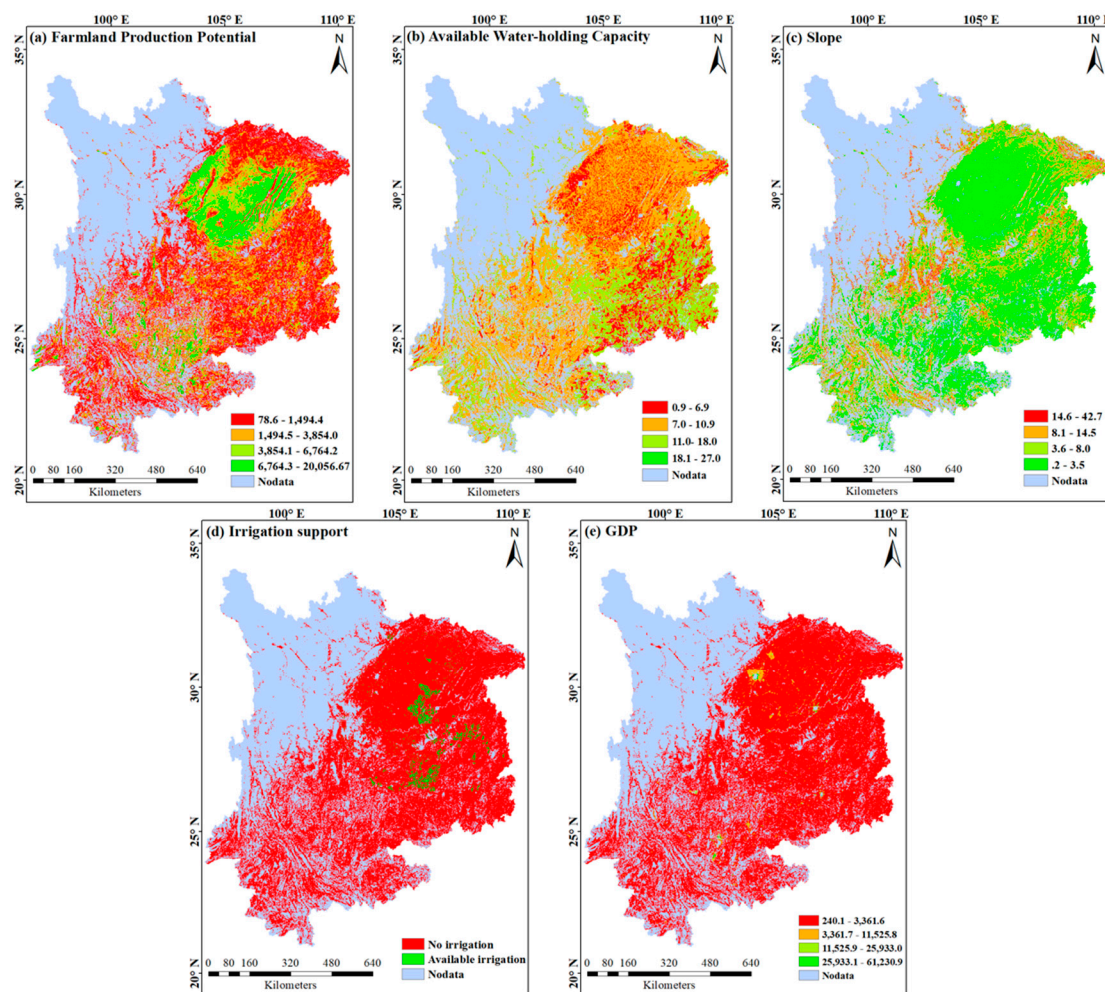 100° E 105° E 110° E
100° E 105° E
100° E 105° E 110° E
(a) Farmland Production Potential
N
35° N
30° N
25° N
20° N
78.6 - 1,494.4
1,494.5 - 3,854.0
3,854.1 - 6,764.2
6,764.3 - 20,056.67
Nodata
0 80 160 320 480 640
Kilometers
(b) Available Water-holding Capacity
N
0.9 - 6.9
7.0 - 10.9
11.0- 18.0
18.1 - 27.0
Nodata
0 80 160 320 480 640
Kilometers
(c) Slope
N
14.6 - 42.7
8.1 - 14.5
3.6 - 8.0
.2 - 3.5
Nodata
0 80 160 320 480 640
Kilometers
100° E 105° E 110° E
(d) Irrigation support
N
35° N
30° N
25° N
20° N
No irrigation
Available irrigation
Nodata
0 80 160 320 480 640
Kilometers
100° E 105° E 110° E
(e) GDP
N
35° N
30° N
25° N
20° N
240.1 - 3,361.6
3,361.7 - 11,525.8
11,525.9 - 25,933.0
25,933.1 - 61,230.9
Nodata
0 80 160 320 480 640
Kilometers